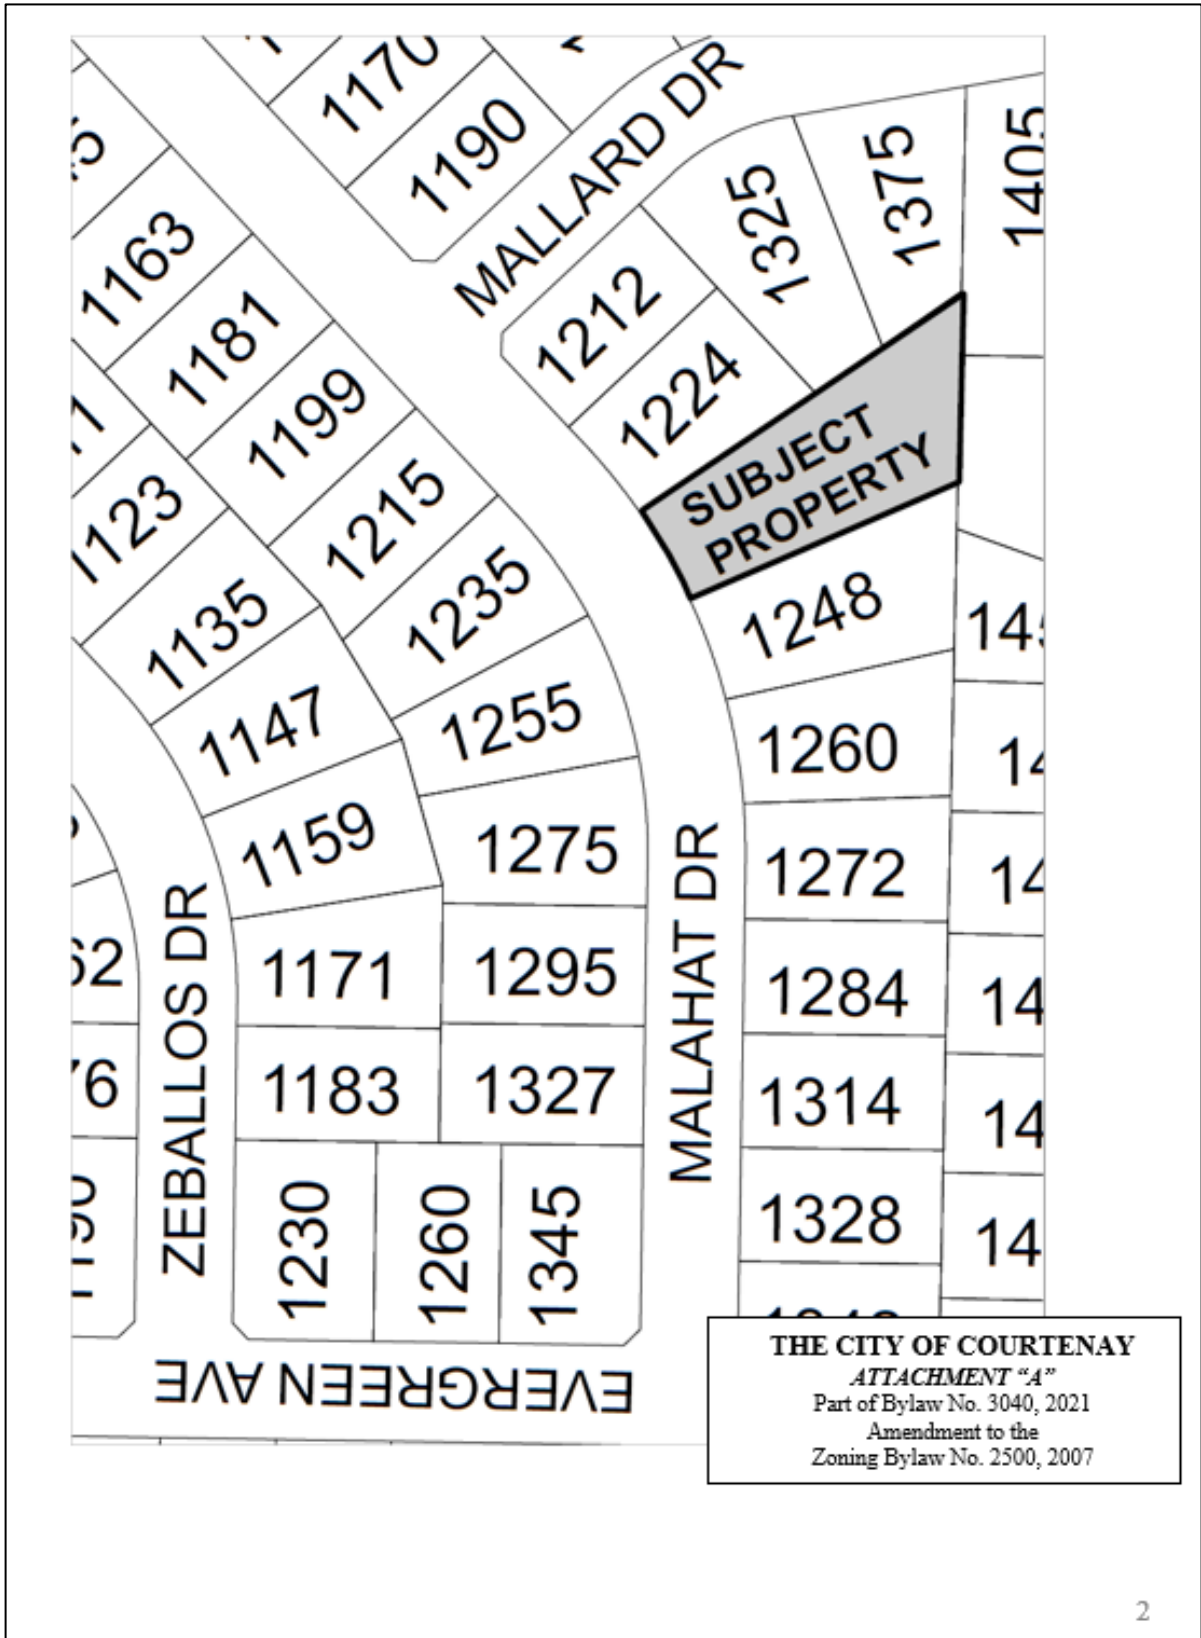 1170
MALLARD DR
1190
1405
1375
1325
1163
1212
1181
1224
1199
SUBJECT
PROPERTY
1123
1215
1235
1248
1135
1147
1255
1260
1159
1275
1272
MALAHAT DR
ZEBALLOS DR
1171
1295
1284
1183
1327
1314
1230
1260
1345
1328
EVERGREEN AVE
THE CITY OF COURTENAY
ATTACHMENT “A”
Part of Bylaw No. 3040, 2021
Amendment to the
Zoning Bylaw No. 2500, 2007
2